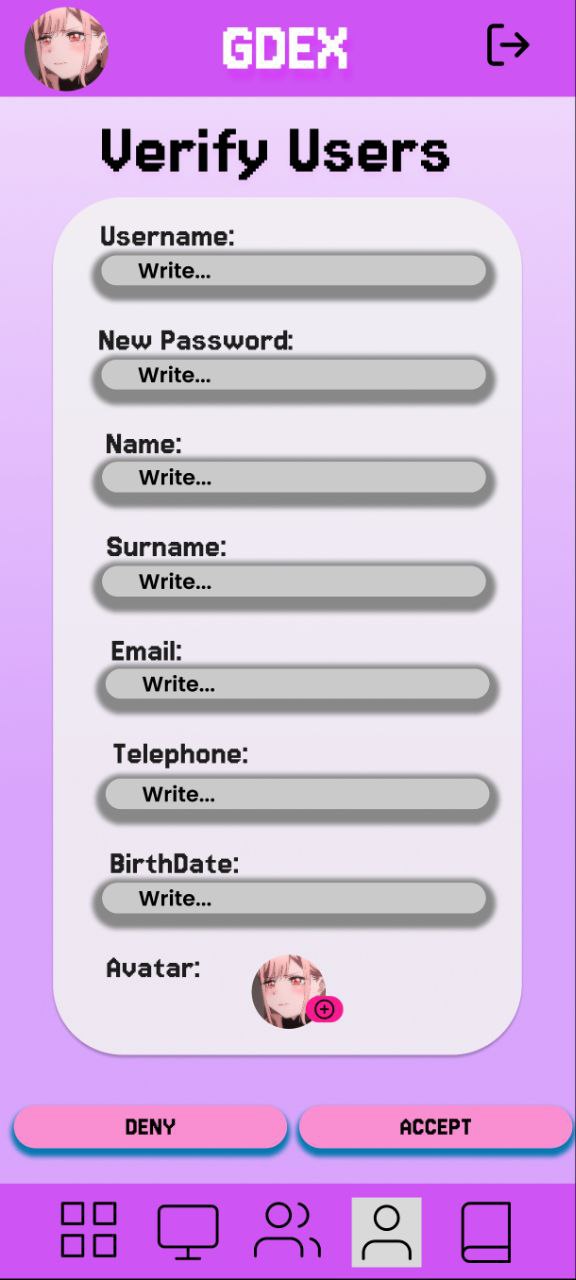 GDEX
Verify Users
Username:
Write...
New Password:
Write...
Name:
Write...
Surname:
Write...
Email:
Write...
Telephone:
Write...
BirthDate:
Write...
Avatar:
DENY
ACCEPT